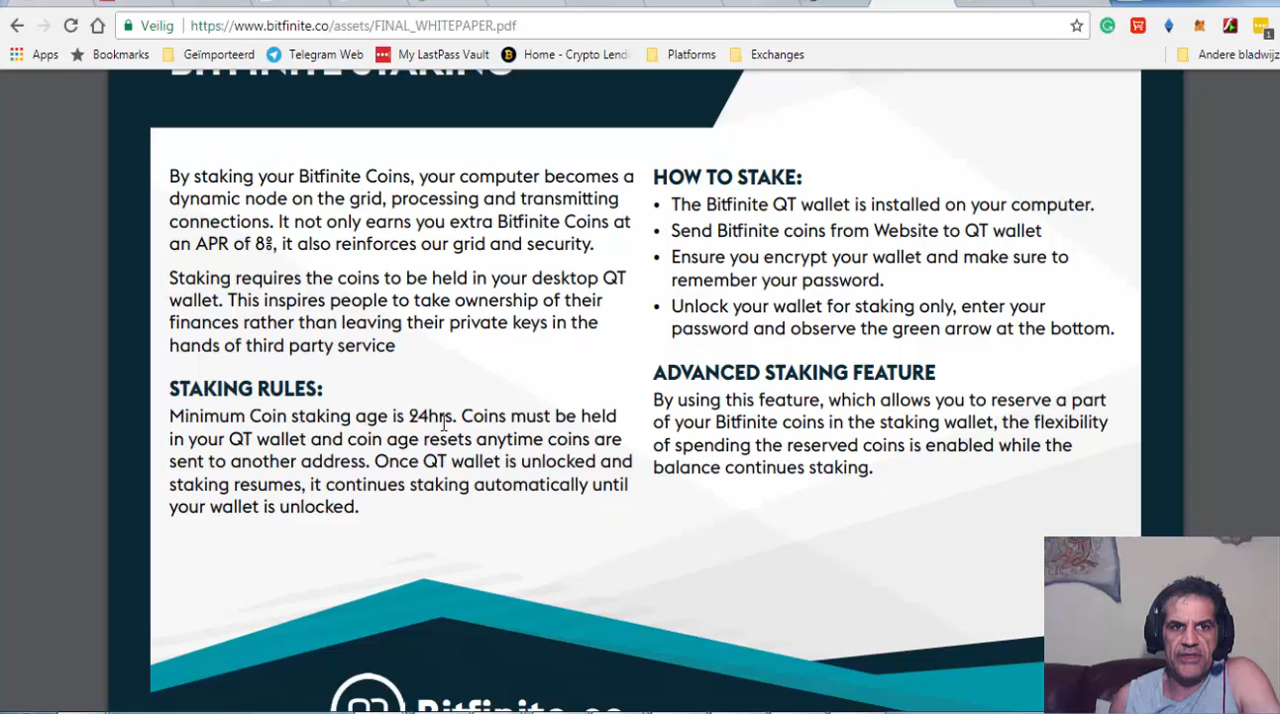 Veilig
https://www.bitfinite.co/assets/FINAL_WHITEPAPER.pdf
1
Apps
Bookmarks
Geïmporteerd
Telegram Web
My LastPass Vault
Home - Crypto Lendi
Platforms
Exchanges
Andere bladwijz
BITFINITE STAKING
By staking your Bitfinite Coins, your computer becomes a
dynamic node on the grid, processing and transmitting
connections. It not only earns you extra Bitfinite Coins at
an APR of 8%, it also reinforces our grid and security.
Staking requires the coins to be held in your desktop QT
wallet. This inspires people to take ownership of their
finances rather than leaving their private keys in the
hands of third party service
STAKING RULES:
Minimum Coin staking age is 24hrs. Coins must be held
in your QT wallet and coin age resets anytime coins are
sent to another address. Once QT wallet is unlocked and
staking resumes, it continues staking automatically until
your wallet is unlocked.
HOW TO STAKE:
• The Bitfinite QT wallet is installed on your computer.
• Send Bitfinite coins from Website to QT wallet
• Ensure you encrypt your wallet and make sure to
remember your password.
• Unlock your wallet for staking only, enter your
password and observe the green arrow at the bottom.
ADVANCED STAKING FEATURE
By using this feature, which allows you to reserve a part
of your Bitfinite coins in the staking wallet, the flexibility
of spending the reserved coins is enabled while the
balance continues staking.
Bitfinite.co